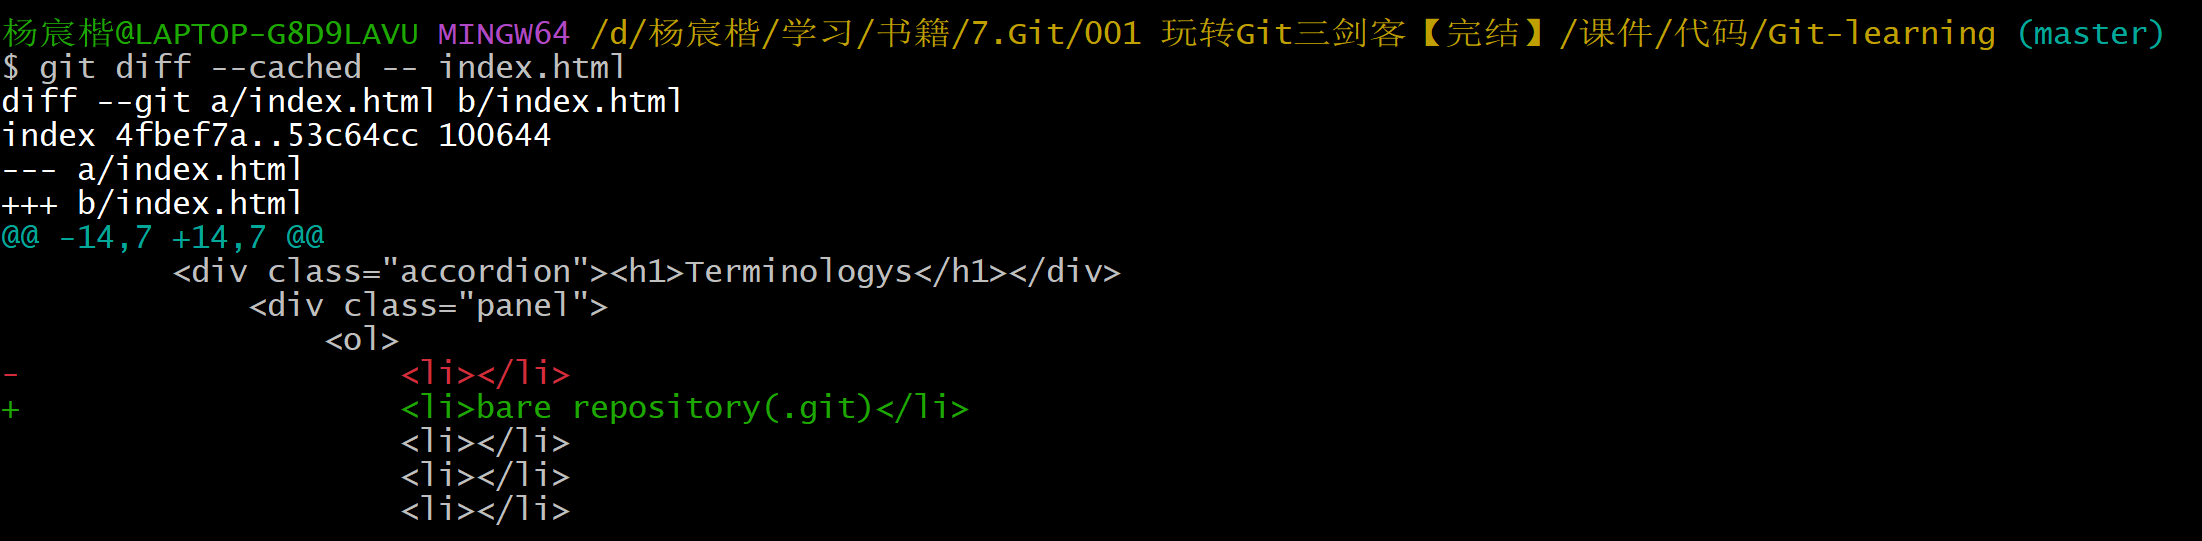 杨宸楷@LAPTOP-G8D9LAVU MINGW64 /d/杨宸楷/学习/书籍/7.Git/001 玩转Git三剑客【完结】/课件/代码/Git-learning (master)
$ git diff --cached -- index.html
diff --git a/index.html b/index.html
index 4fbef7a..53c64cc 100644
--- a/index.html
+++ b/index.html
@@ -14,7 +14,7 @@
         <div class="accordion"><h1>Terminologys</h1></div>
             <div class="panel">
                 <ol>
-                    <li></li>
+                    <li>bare repository(.git)</li>
                     <li></li>
                     <li></li>
                     <li></li>